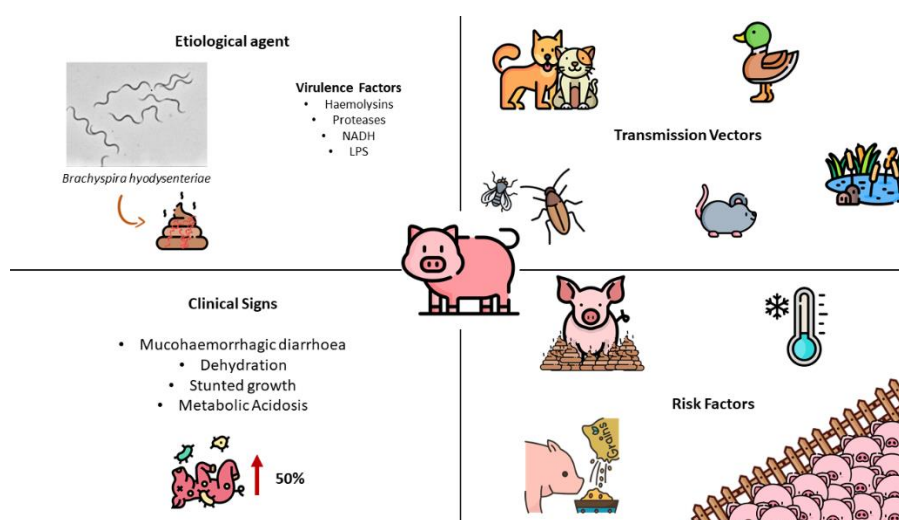 Etiological agent
Virulence Factors
• Haemolysins
• Proteases
• NADH
• LPS
Brachyspira hyodysenteriae
Transmission Vectors
Clinical Signs
• Mucohaemorrhagic diarrhoea
• Dehydration
• Stunted growth
• Metabolic Acidosis
50%
Risk Factors
Grains